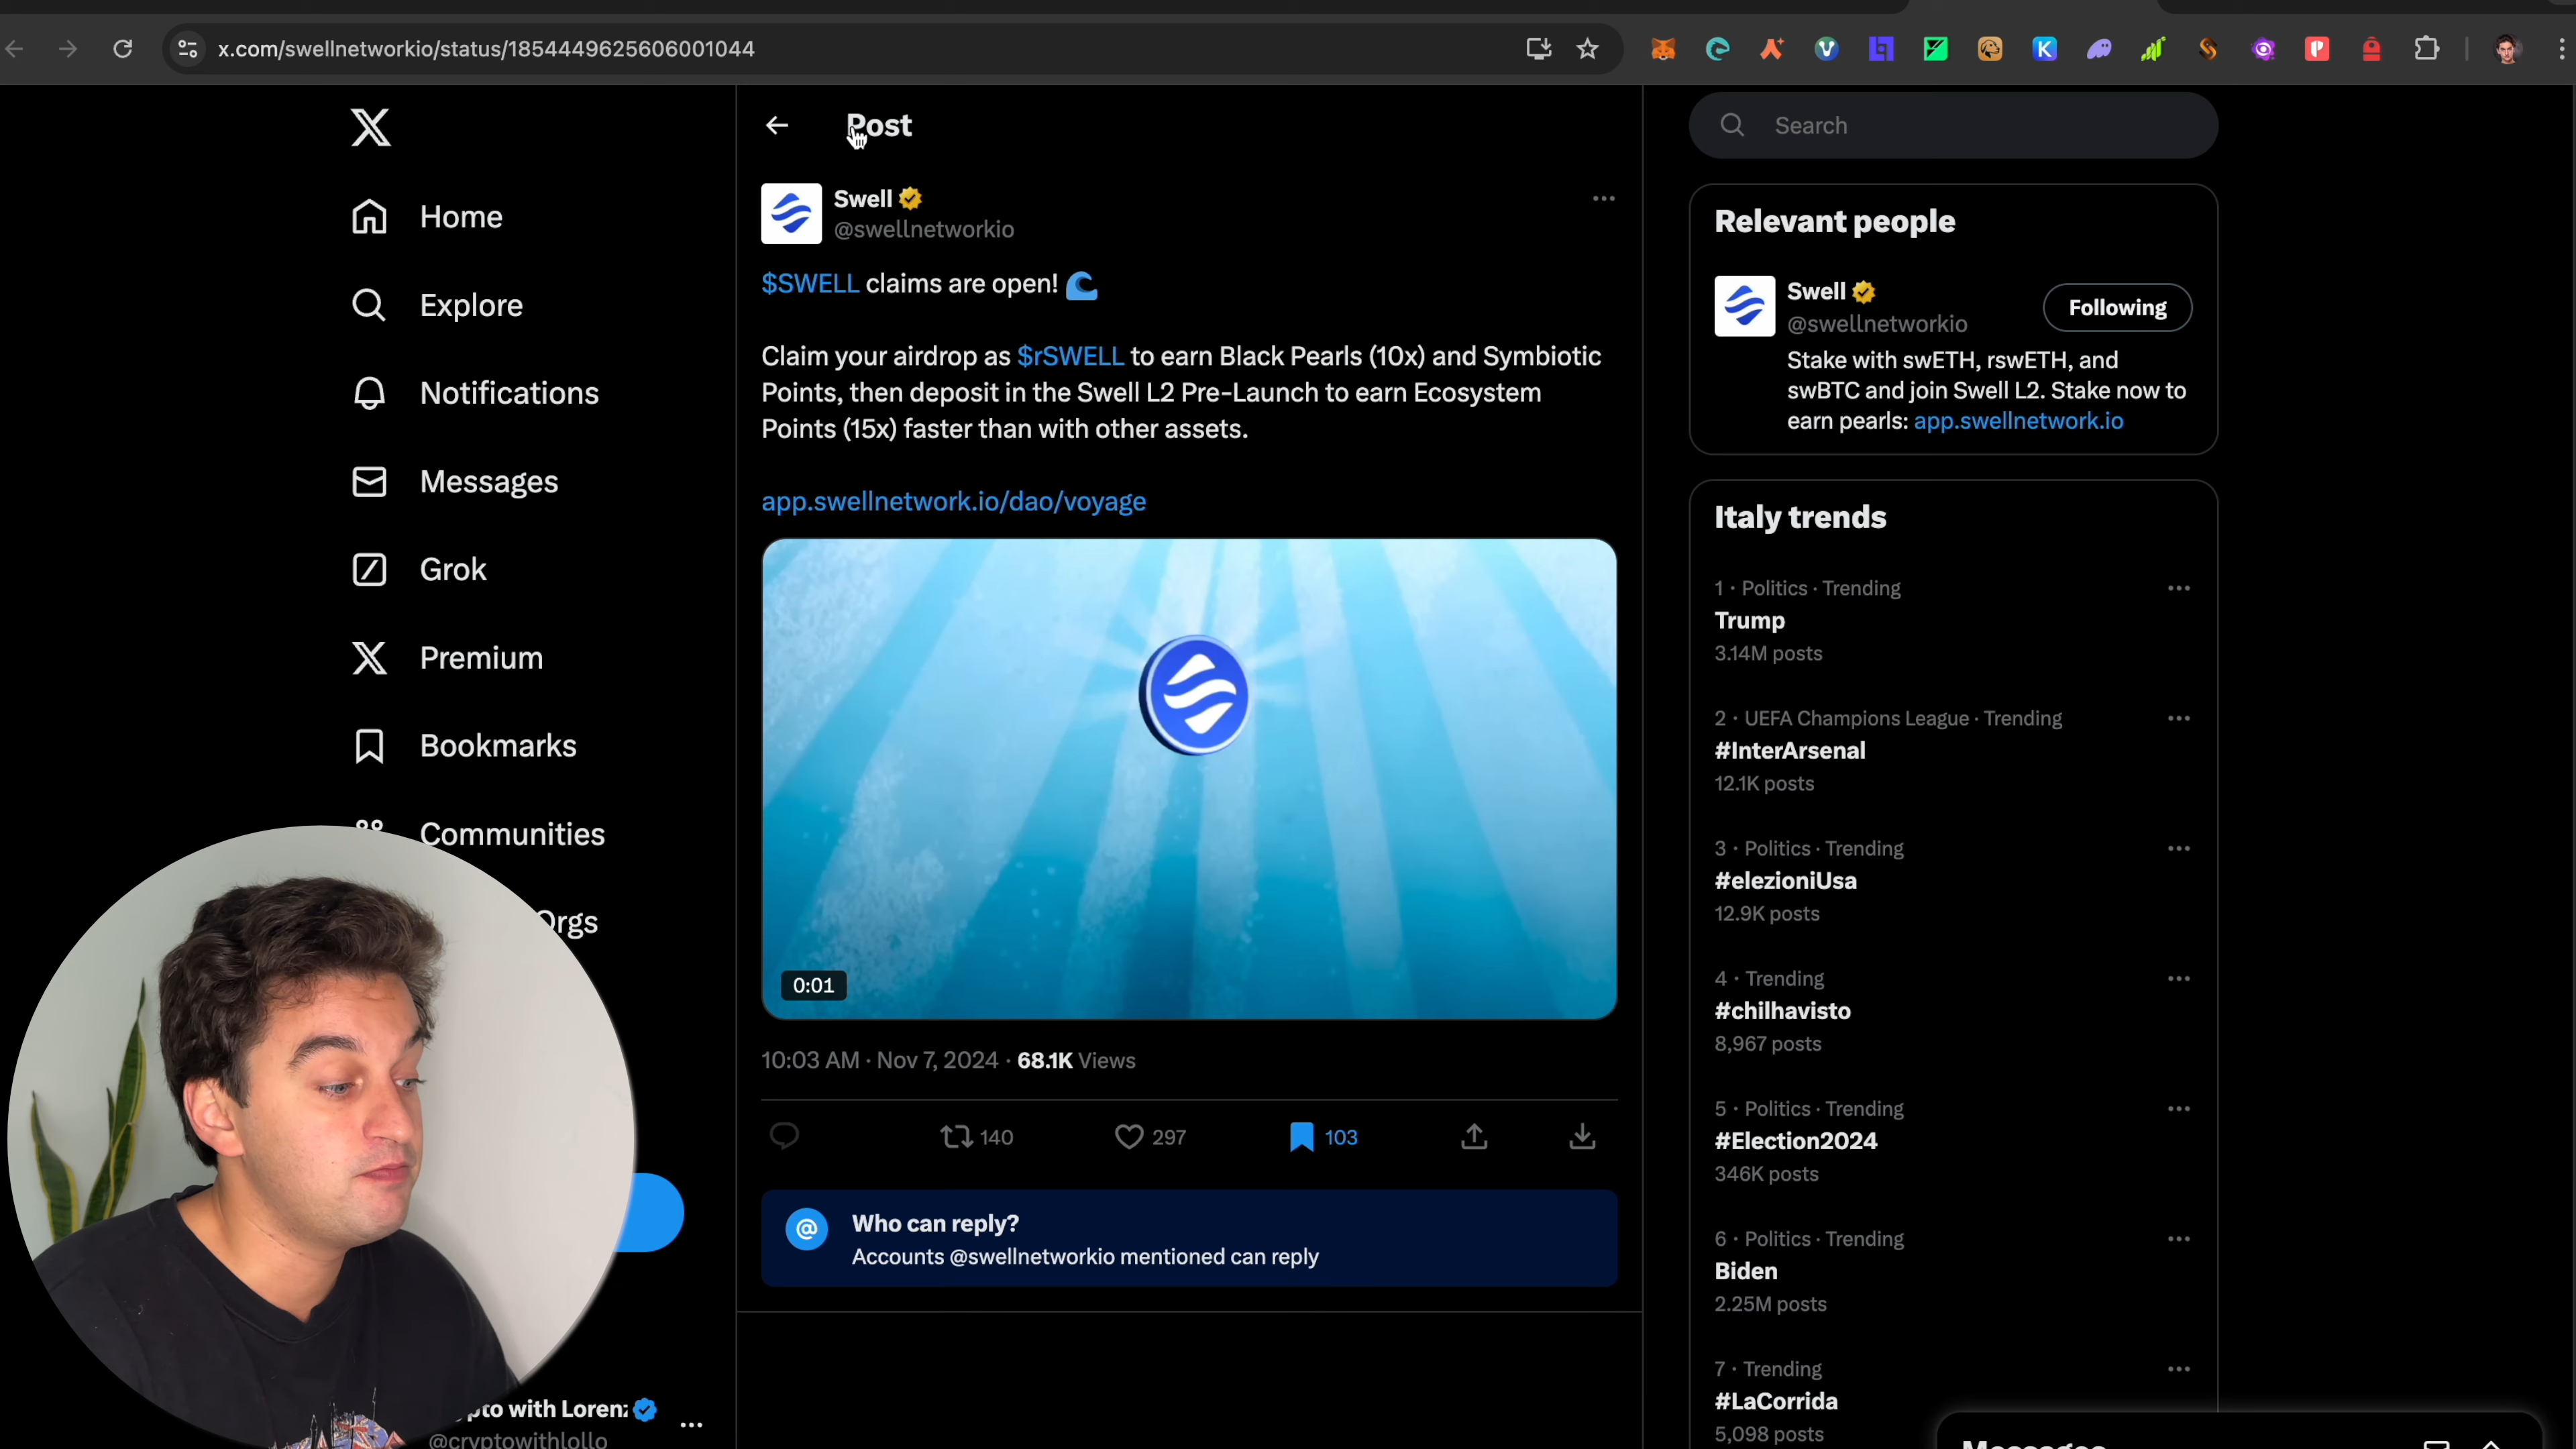 x.com/swellnetworkio/status/1854449625606001044
Home
Explore
Notifications
Messages
Grok
Premium
Bookmarks
Communities
Orgs
pto with Loren
@cryptowithlollo
Post
Swell
@swellnetworkio
$SWELL claims are open!
Claim your airdrop as $rSWELL to earn Black Pearls (10x) and Symbiotic
Points, then deposit in the Swell L2 Pre-Launch to earn Ecosystem
Points (15x) faster than with other assets.
app.swellnetwork.io/dao/voyage
0:01
10:03 AM · Nov 7, 2024 · 68.1K Views
140 297 103
Who can reply?
Accounts @swellnetworkio mentioned can reply
Search
Relevant people
Swell
@swellnetworkio
Following
Stake with swETH, rswETH, and
swBTC and join Swell L2. Stake now to
earn pearls: app.swellnetwork.io
Italy trends
1 · Politics · Trending
Trump
3.14M posts
2 · UEFA Champions League · Trending
#InterArsenal
12.1K posts
3 · Politics · Trending
#elezioniUsa
12.9K posts
4 · Trending
#chilhavisto
8,967 posts
5 · Politics · Trending
#Election2024
346K posts
6 · Politics · Trending
Biden
2.25M posts
7 · Trending
#LaCorrida
5,098 posts
Messages